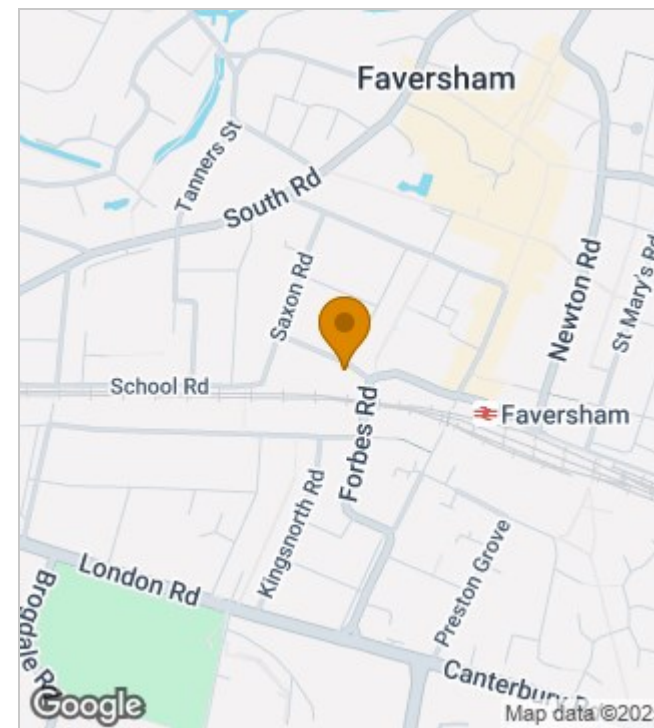 Faversham
Tanners St
South Rd
Saxon Rd
Newton Rd
St Mary's Rd
School Rd
Forbes Rd
Faversham
Kingsnorth Rd
Preston Grove
London Rd
Brogdale Rd
Canterbury
Google
Map data ©202